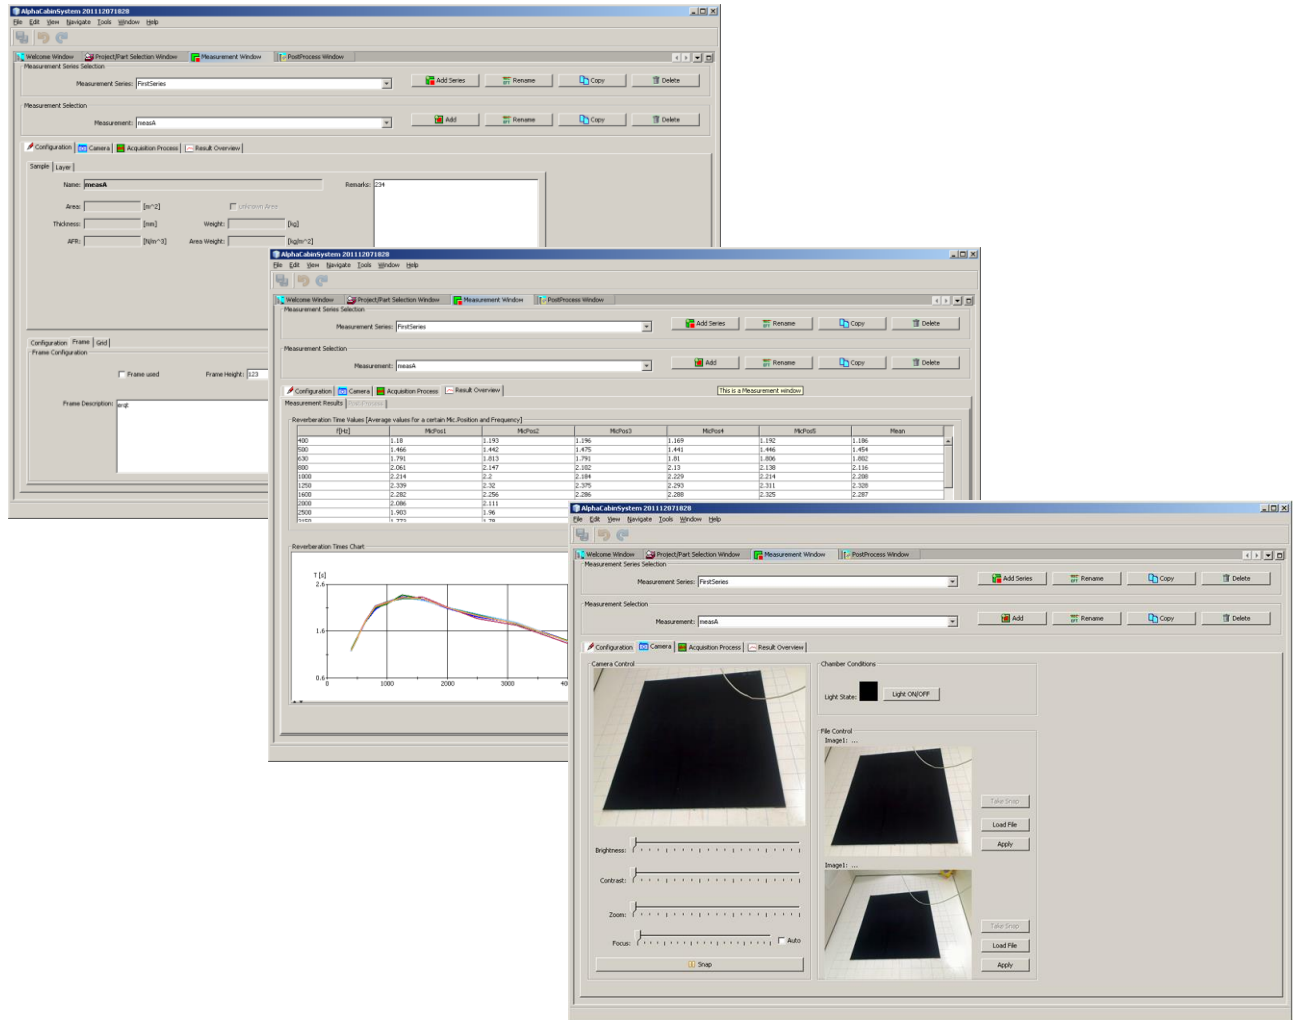 AlphaCabinSystem 201112071828
File Edit View Navigate Tools Window Help
Welcome Window Project/Part Selection Window Measurement Window PostProcess Window
Measurement Series Selection
Measurement Series: FirstSeries Add Series Rename Copy Delete
Measurement Selection
Measurement: measA Add Rename Copy Delete
Configuration Camera Acquisition Process Result Overview
Sample Layer
Name: measA Remarks: 234
Area: [m^2] unknown Area
Thickness: [mm] Weight: [kg]
AFR: [N/m^3] Area Weight: [kg/m^2]
Configuration Frame Grid
Frame Configuration
Frame used Frame Height: 123
Frame Description:
AlphaCabinSystem 201112071828
File Edit View Navigate Tools Window Help
Welcome Window Project/Part Selection Window Measurement Window PostProcess Window
Measurement Series Selection
Measurement Series: FirstSeries Add Series Rename Copy Delete
Measurement Selection
Measurement: measA Add Rename Copy Delete
Configuration Camera Acquisition Process Result Overview This is a Measurement window
Measurement Results
Reverberation Time Values [Average values for a certain Mic.Position and Frequency]
f[Hz] MicPos1 MicPos2 MicPos3 MicPos4 MicPos5 Mean
400 1.18 1.193 1.196 1.169 1.192 1.186
500 1.466 1.442 1.475 1.441 1.446 1.454
630 1.791 1.813 1.791 1.81 1.806 1.802
800 2.061 2.147 2.102 2.13 2.138 2.116
1000 2.214 2.2 2.184 2.229 2.214 2.208
1250 2.339 2.32 2.375 2.293 2.311 2.328
1600 2.282 2.256 2.286 2.288 2.325 2.287
2000 2.086 2.111
2500 1.903 1.96
Reverberation Times Chart
T [s]
2.6
1.6
0.6
0 1000 2000 3000
AlphaCabinSystem 201112071828
File Edit View Navigate Tools Window Help
Welcome Window Project/Part Selection Window Measurement Window PostProcess Window
Measurement Series Selection
Measurement Series: FirstSeries Add Series Rename Copy Delete
Measurement Selection
Measurement: measA Add Rename Copy Delete
Configuration Camera Acquisition Process Result Overview
Camera Control Chamber Conditions
Light State: Light ON/OFF
File Control
Image1: ...
Take Snap
Load File
Apply
Brightness:
Image1: ...
Contrast:
Zoom:
Take Snap
Focus: Auto
Load File
Snap
Apply